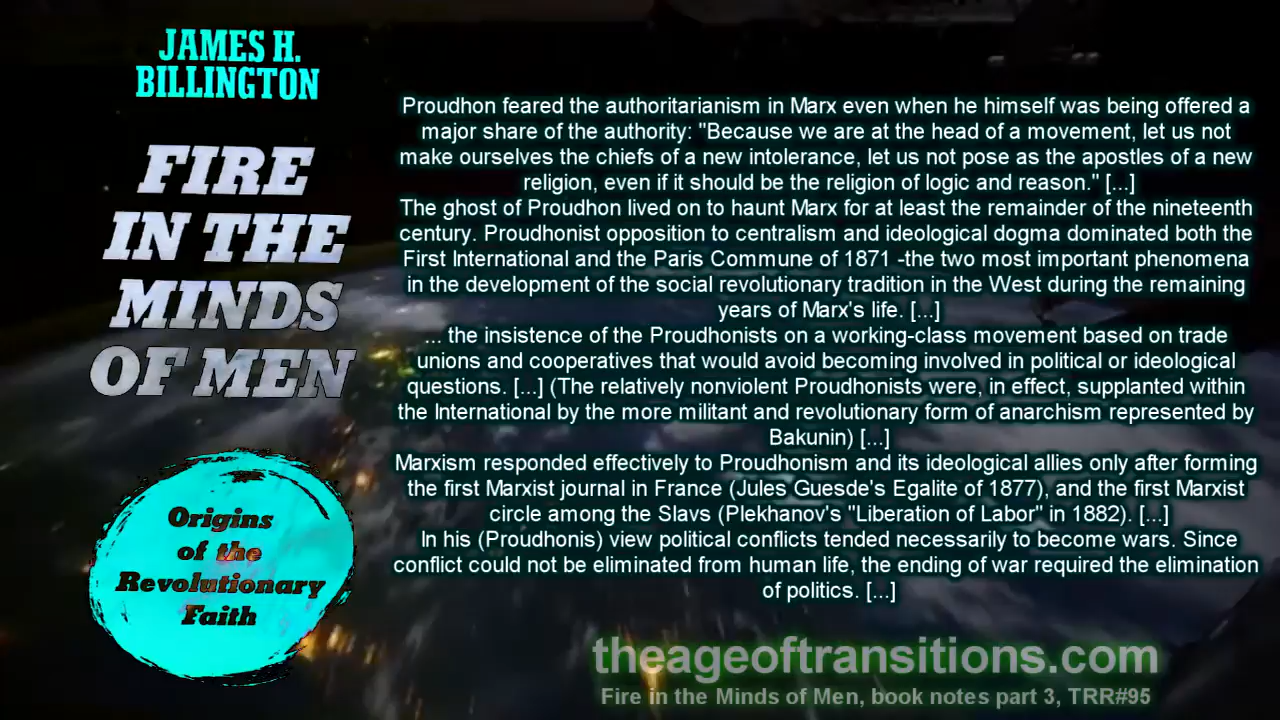 JAMES H.
BILLINGTON
FIRE
IN THE
MINDS
OF MEN
Origins
of the
Revolutionary
Faith
Proudhon feared the authoritarianism in Marx even when he himself was being offered a
major share of the authority: "Because we are at the head of a movement, let us not
make ourselves the chiefs of a new intolerance, let us not pose as the apostles of a new
religion, even if it should be the religion of logic and reason." [...]
The ghost of Proudhon lived on to haunt Marx for at least the remainder of the nineteenth
century. Proudhonist opposition to centralism and ideological dogma dominated both the
First International and the Paris Commune of 1871 -the two most important phenomena
in the development of the social revolutionary tradition in the West during the remaining
years of Marx's life. [...]
... the insistence of the Proudhonists on a working-class movement based on trade
unions and cooperatives that would avoid becoming involved in political or ideological
questions. [...] (The relatively nonviolent Proudhonists were, in effect, supplanted within
the International by the more militant and revolutionary form of anarchism represented by
Bakunin) [...]
Marxism responded effectively to Proudhonism and its ideological allies only after forming
the first Marxist journal in France (Jules Guesde's Egalite of 1877), and the first Marxist
circle among the Slavs (Plekhanov's "Liberation of Labor" in 1882). [...]
In his (Proudhonis) view political conflicts tended necessarily to become wars. Since
conflict could not be eliminated from human life, the ending of war required the elimination
of politics. [...]
theageoftransitions.com
Fire in the Minds of Men, book notes part 3, TRR#95